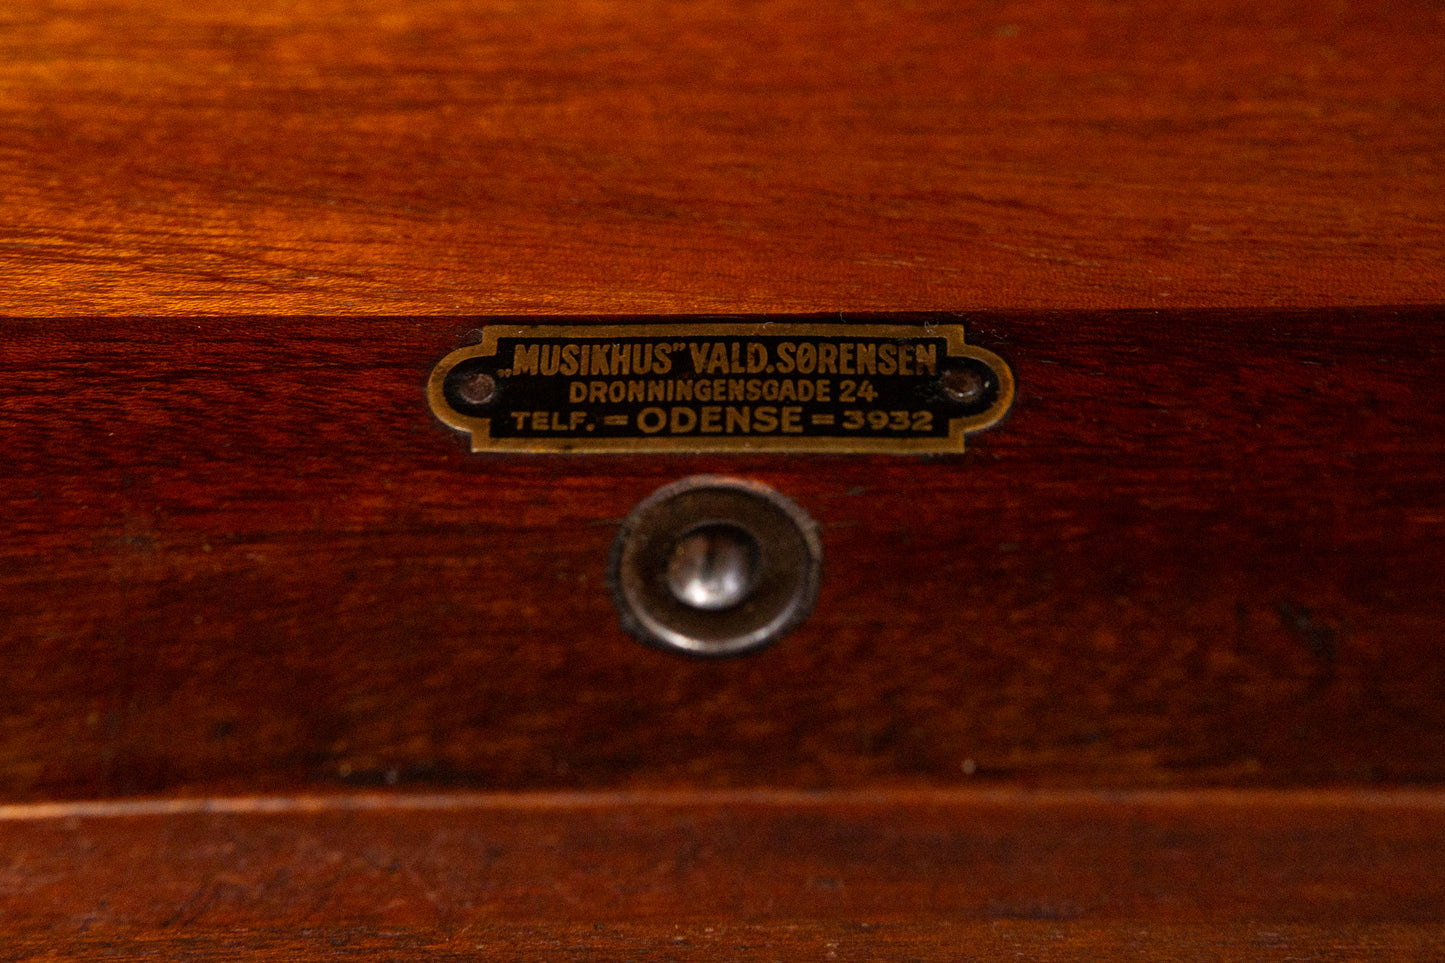 „MUSIKHUS” VALD. SØRENSEN
DRONNINGENSGADE 24
TELF. = ODENSE = 3932